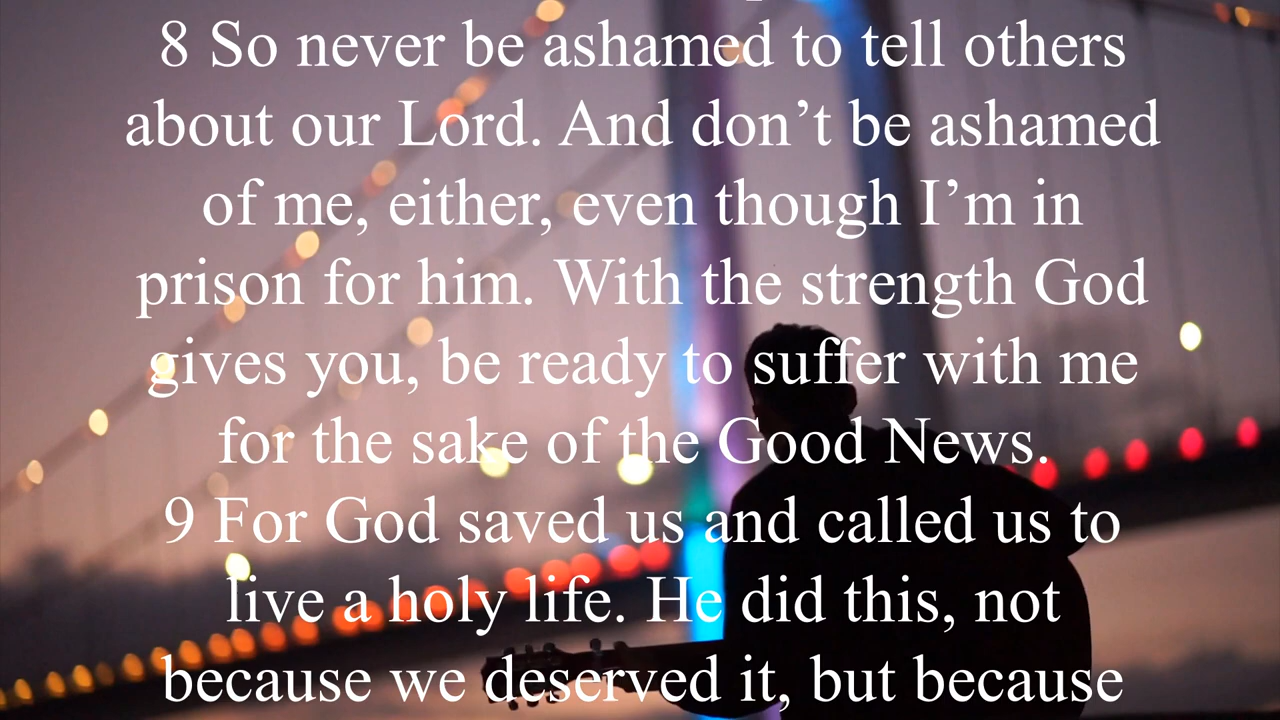 8 So never be ashamed to tell others
about our Lord. And don’t be ashamed
of me, either, even though I’m in
prison for him. With the strength God
gives you, be ready to suffer with me
for the sake of the Good News.
9 For God saved us and called us to
live a holy life. He did this, not
because we deserved it, but because